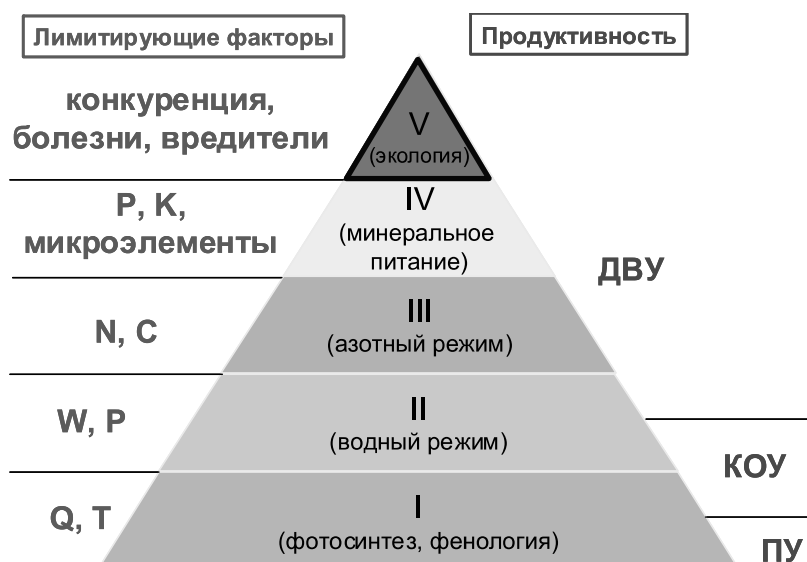 Лимитирующие факторы
Продуктивность
конкуренция,
болезни, вредители
V
(экология)
P, K,
микроэлементы
IV
(минеральное
питание)
ДВУ
N, C
III
(азотный режим)
W, P
II
(водный режим)
КОУ
Q, T
I
(фотосинтез, фенология)
ПУ